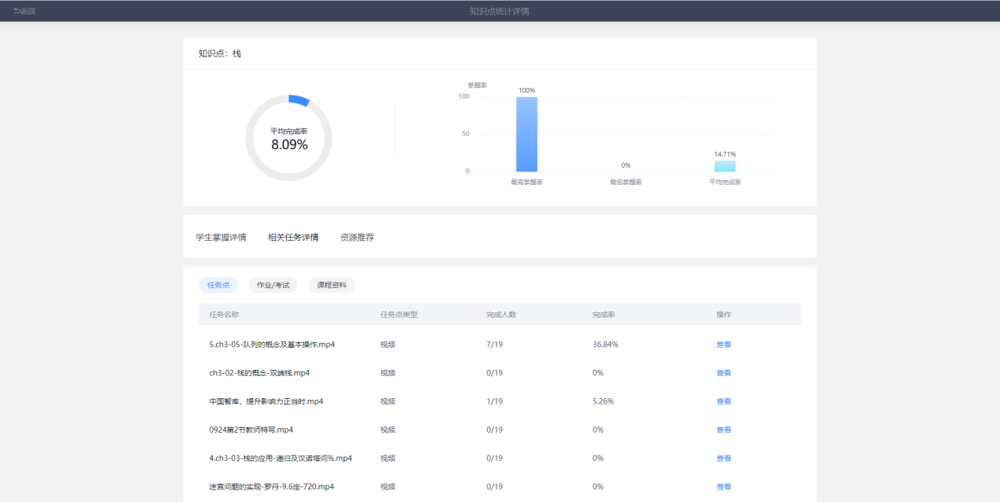 返回 知识点统计详情
知识点：栈
平均完成率
8.09%
掌握率
100
50
0
100%
0%
14.71%
最高掌握率 最低掌握率 平均完成率
学生掌握详情 相关任务详情 资源推荐
任务点 作业/考试 课程资料
任务名称 任务点类型 完成人数 完成率 操作
5.ch3-05-队列的概念及基本操作.mp4 视频 7/19 36.84% 查看
ch3-02-栈的概念-双端栈.mp4 视频 0/19 0% 查看
中国智库，提升影响力正当时.mp4 视频 1/19 5.26% 查看
0924第2节教师特写.mp4 视频 0/19 0% 查看
4.ch3-03-栈的应用-递归及汉诺塔问%.mp4 视频 0/19 0% 查看
迷宫问题的实现-罗丹-9.6定-720.mp4 视频 0/19 0% 查看